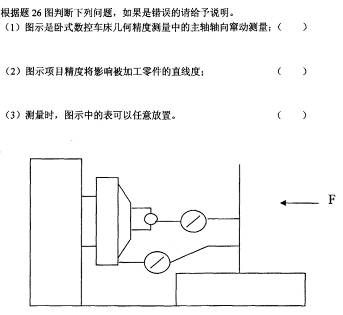 根据题26图判断下列问题，如果是错误的请给予说明。
（1）图示是卧式数控车床几何精度测量中的主轴轴向窜动测量；（　　）
（2）图示项目精度将影响被加工零件的直线度；（　　）
（3）测量时，图示中的表可以任意放置。（　　）
F